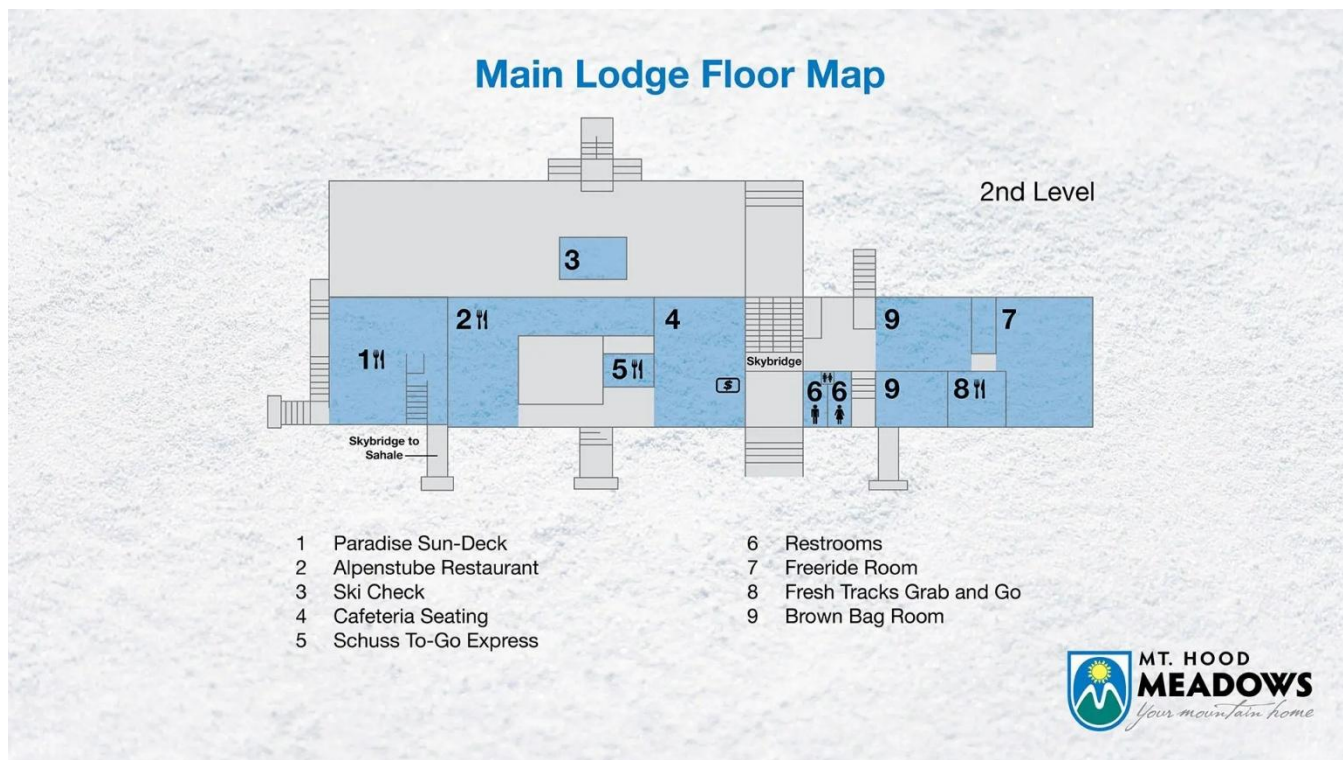 Main Lodge Floor Map
2nd Level
3
2
4
9
7
1
5
Skybridge
$
6 6
9
8
Skybridge to
Sahale
1 Paradise Sun-Deck
2 Alpenstube Restaurant
3 Ski Check
4 Cafeteria Seating
5 Schuss To-Go Express
6 Restrooms
7 Freeride Room
8 Fresh Tracks Grab and Go
9 Brown Bag Room
MT. HOOD
MEADOWS
Your mountain home